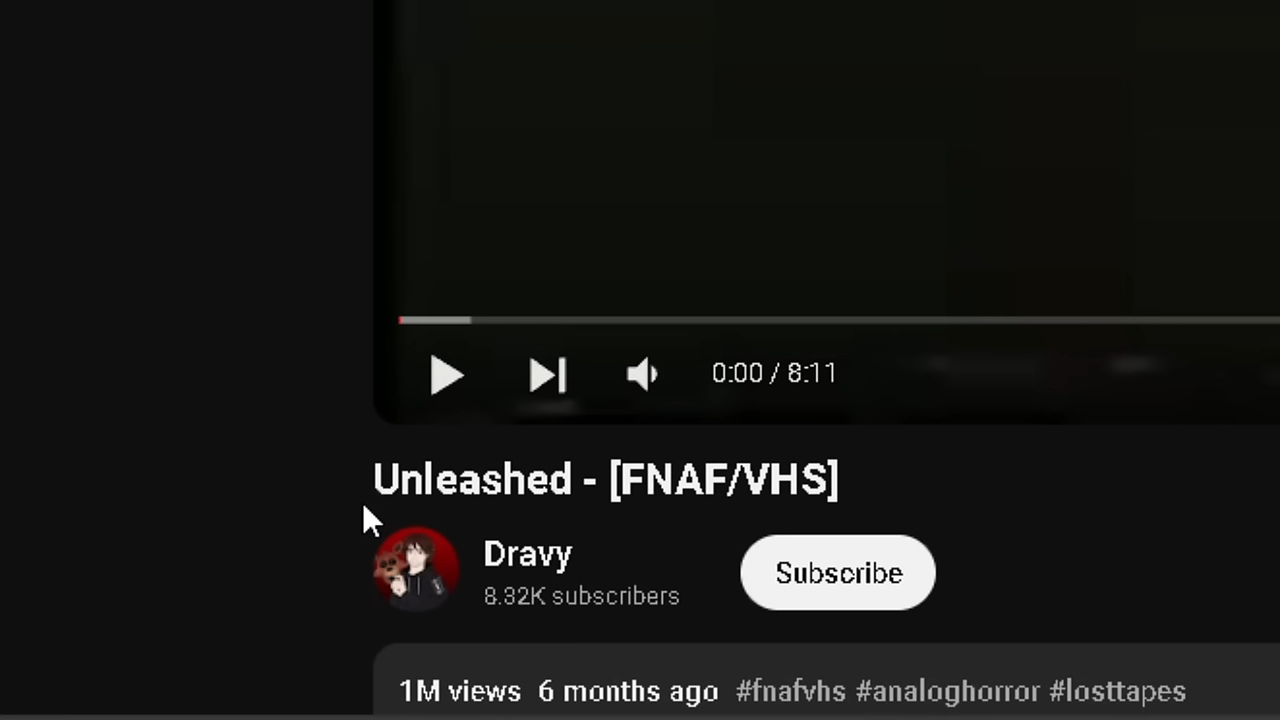 0:00 / 8:11
Unleashed - [FNAF/VHS]
Dravy
8.32K subscribers
Subscribe
1M views 6 months ago #fnafvhs #analoghorror #losttapes